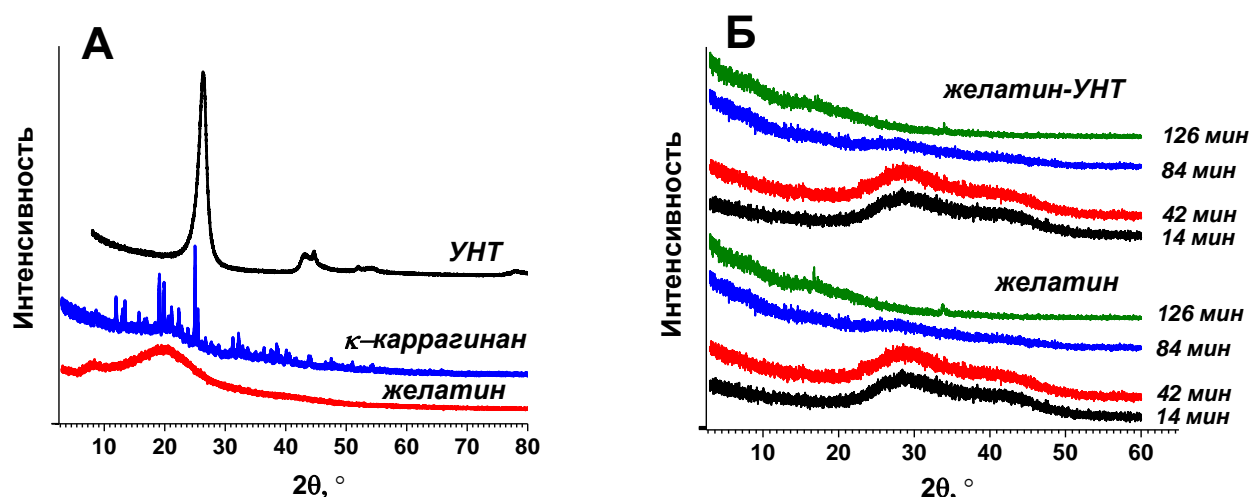 А
Интенсивность
УНТ
κ–каррагинан
желатин
10 20 30 40 50 60 70 80
2θ, °
Б
Интенсивность
желатин-УНТ
126 мин
84 мин
42 мин
14 мин
желатин
126 мин
84 мин
42 мин
14 мин
10 20 30 40 50 60
2θ, °